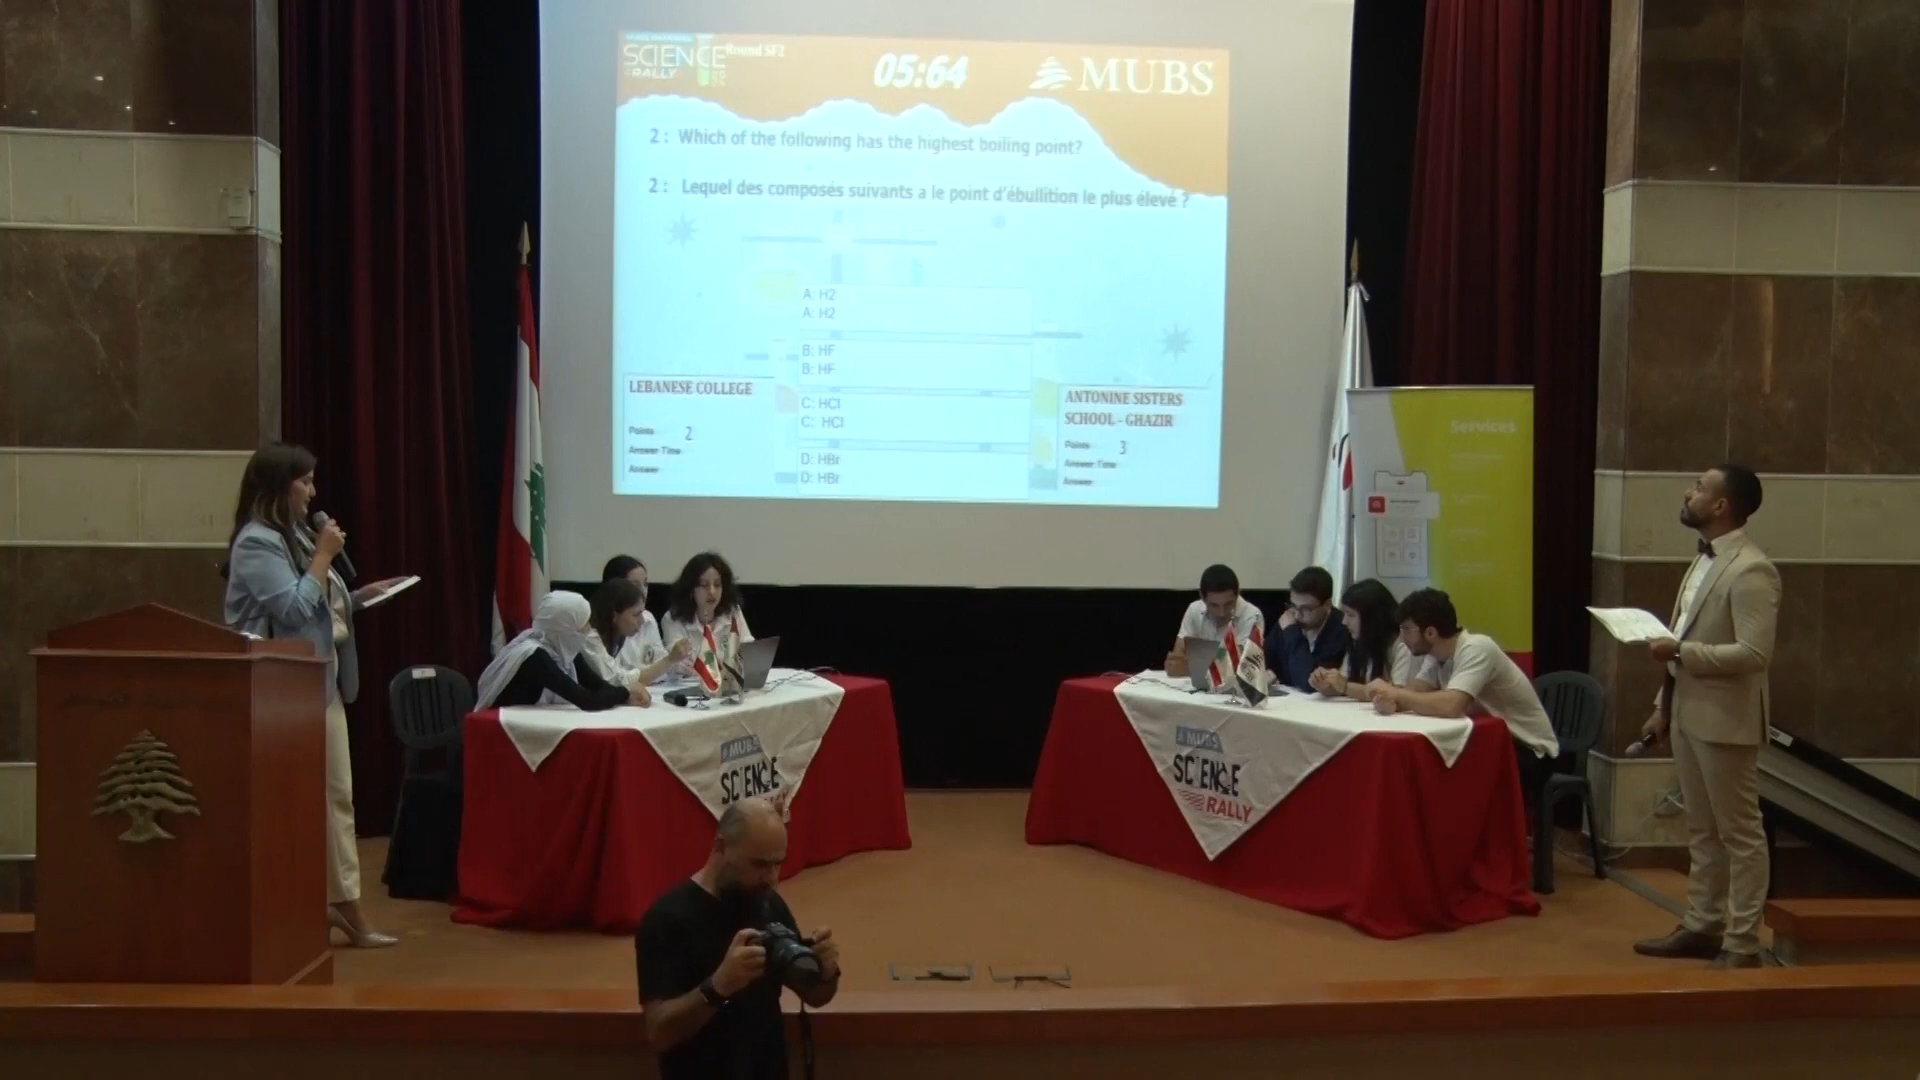 SCIENCE
RALLY
Round SF2
05:64
MUBS
2 : Which of the following has the highest boiling point?
2 : Lequel des composés suivants a le point d'ébullition le plus élevé ?
A: H2
A: H2
B: HF
B: HF
C: HCl
C: HCl
D: HBr
D: HBr
LEBANESE COLLEGE
Points 2
Answer Time
Answer
ANTONINE SISTERS
SCHOOL - GHAZIR
Points 3
Answer Time
Answer
Services
MUBS
SCIENCE
RALLY
MUBS
SCIENCE
RALLY